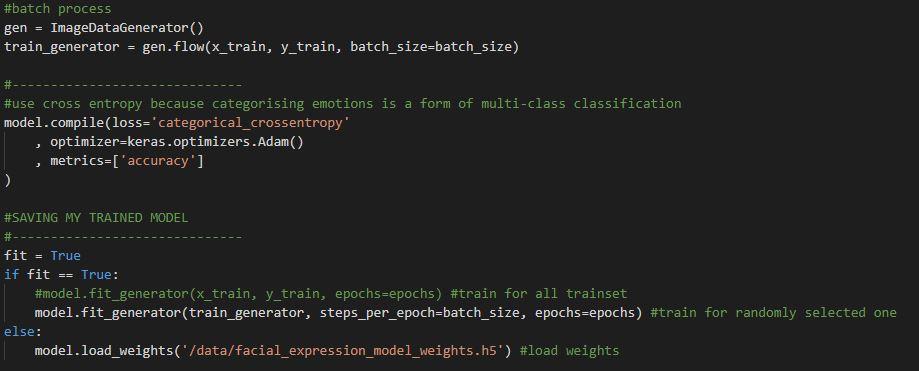 #batch process
gen = ImageDataGenerator()
train_generator = gen.flow(x_train, y_train, batch_size=batch_size)
#------------------------------
#use cross entropy because categorising emotions is a form of multi-class classification
model.compile(loss='categorical_crossentropy'
    , optimizer=keras.optimizers.Adam()
    , metrics=['accuracy']
)
#SAVING MY TRAINED MODEL
#------------------------------
fit = True
if fit == True:
    #model.fit_generator(x_train, y_train, epochs=epochs) #train for all trainset
    model.fit_generator(train_generator, steps_per_epoch=batch_size, epochs=epochs) #train for randomly selected one
else:
    model.load_weights('/data/facial_expression_model_weights.h5') #load weights